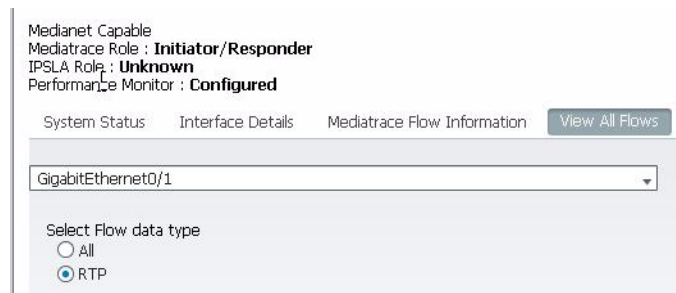 Medianet Capable
Mediatrace Role : Initiator/Responder
IPSLA Role : Unknown
Performance Monitor : Configured
System Status Interface Details Mediatrace Flow Information View All Flows
GigabitEthernet0/1
Select Flow data type
All
RTP